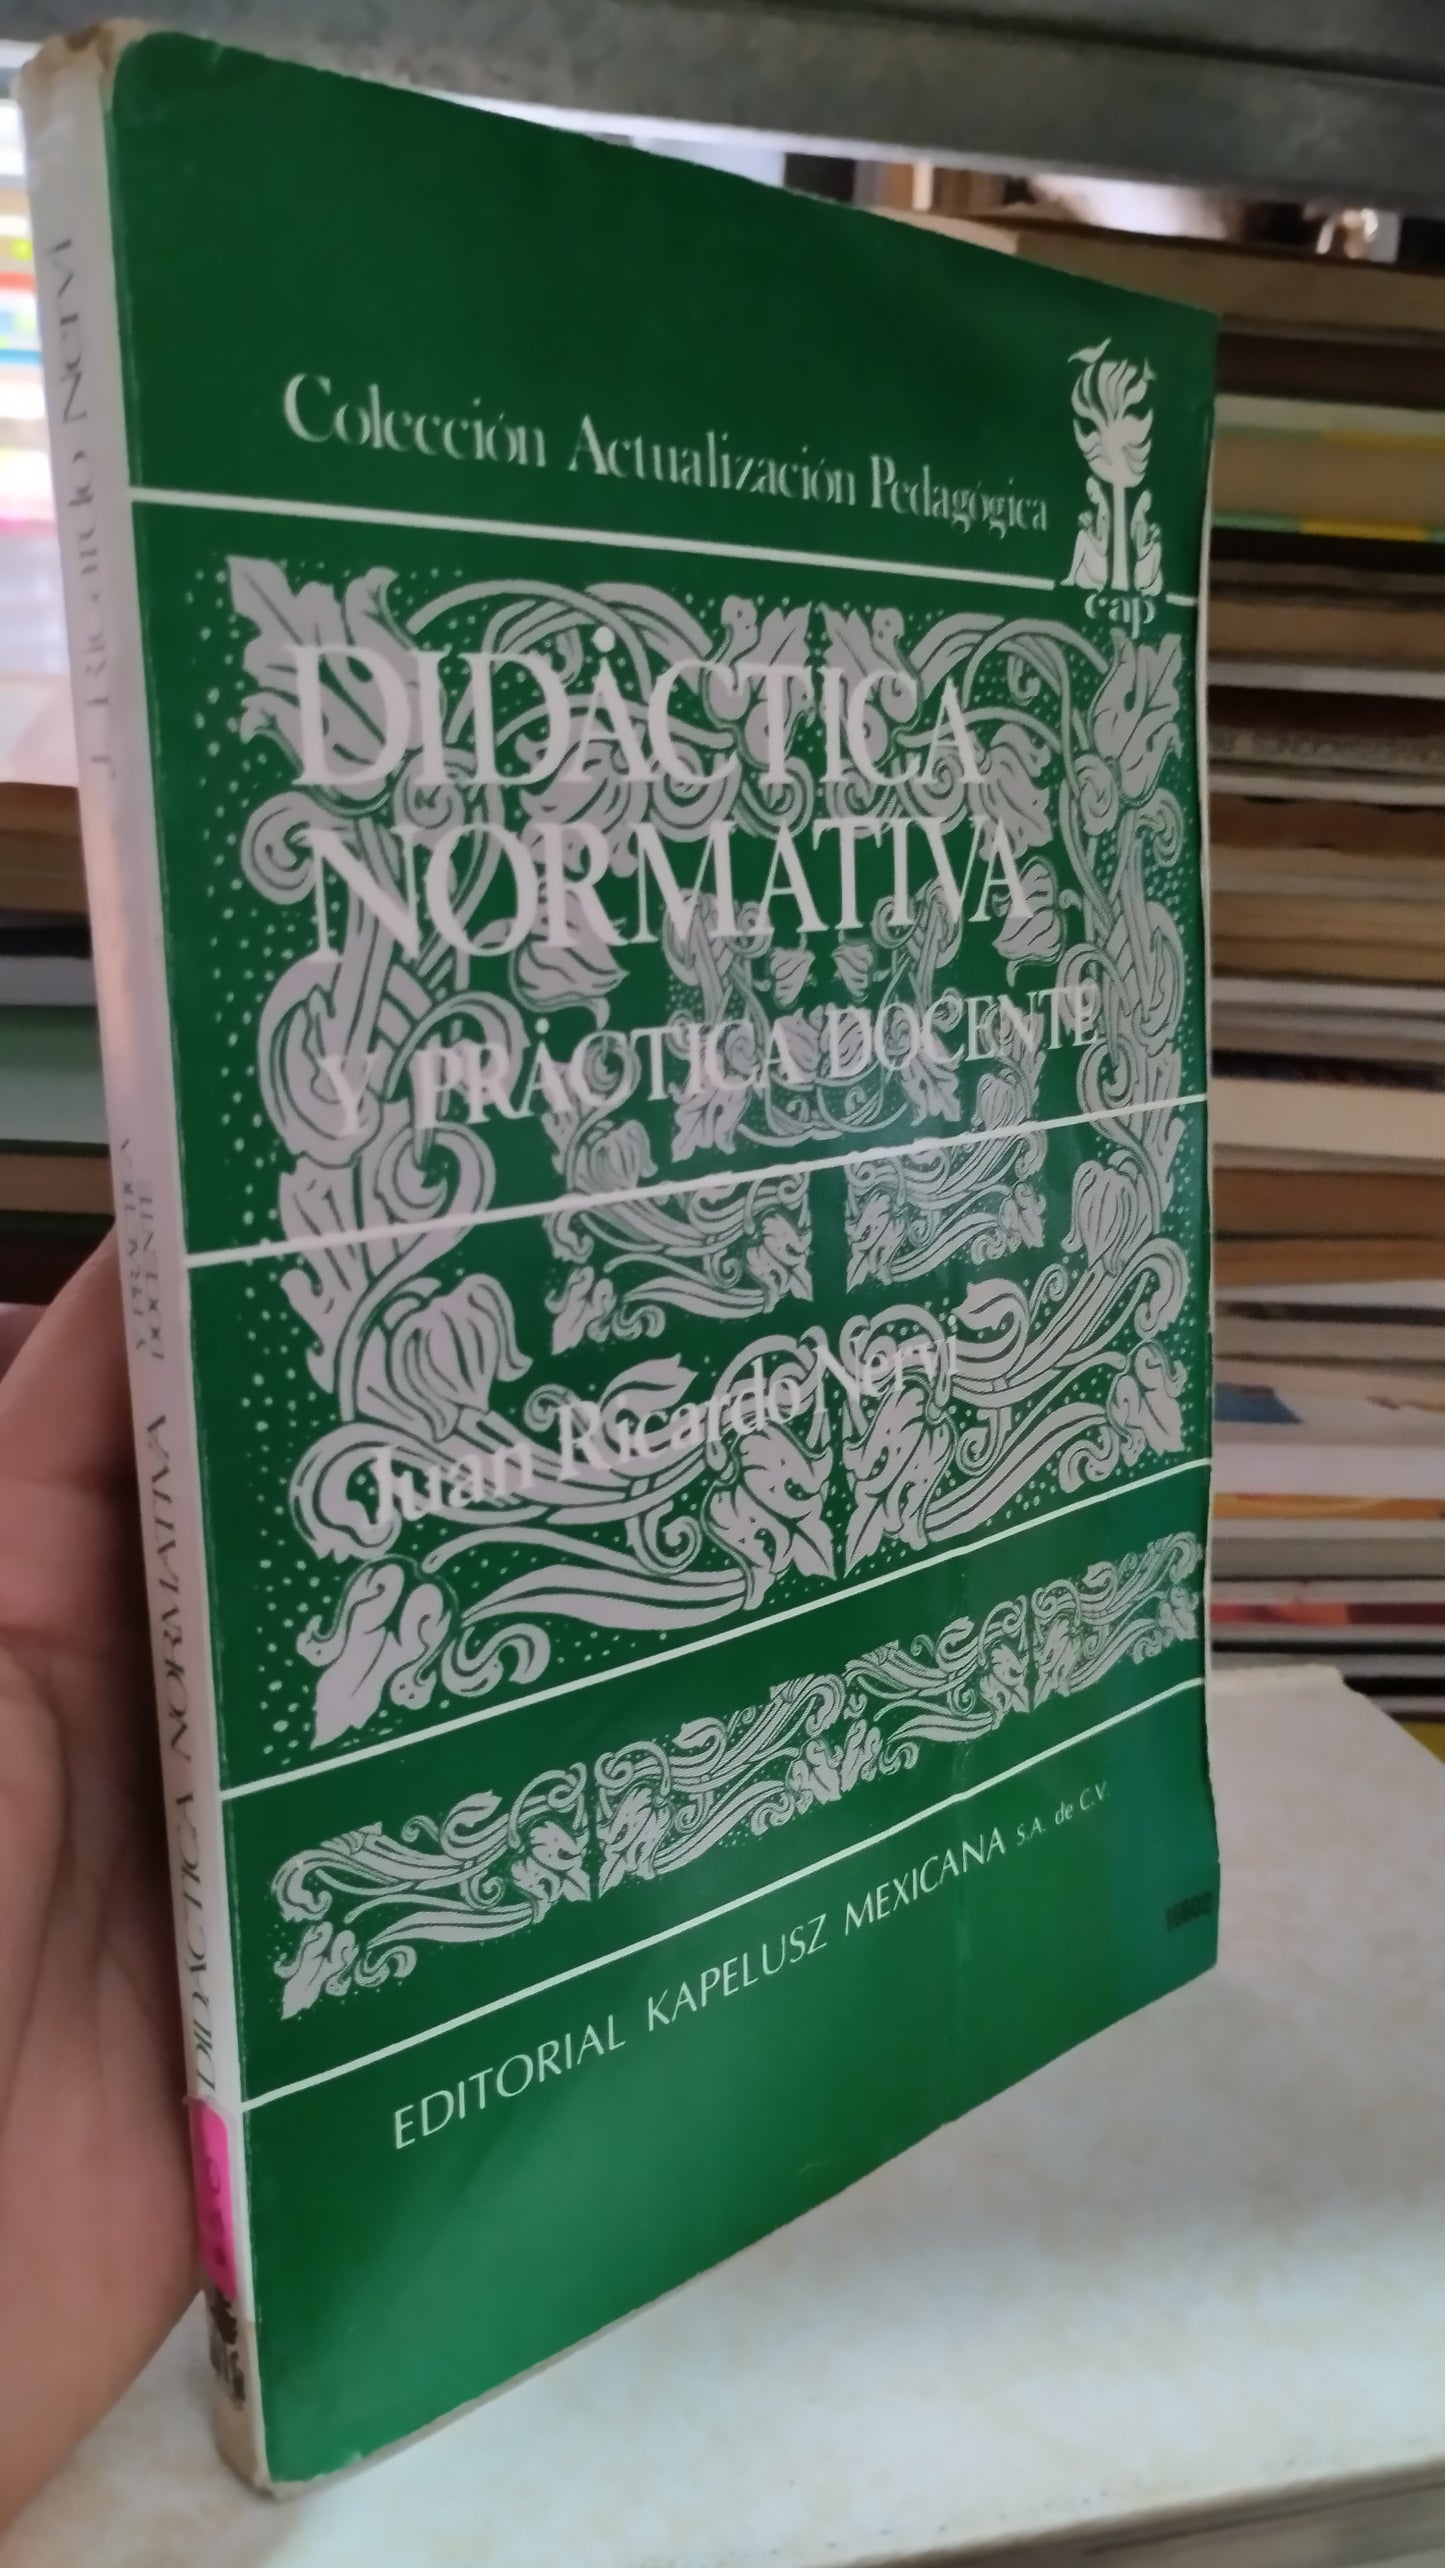 Colección Actualización Pedagógica
cap
DIDÁCTICA
NORMATIVA
Y PRÁCTICA DOCENTE
Juan Ricardo Nervi
EDITORIAL KAPELUSZ MEXICANA S.A. de C.V.
J. Ricardo Nervi
DIDÁCTICA NORMATIVA
Y PRÁCTICA
DOCENTE